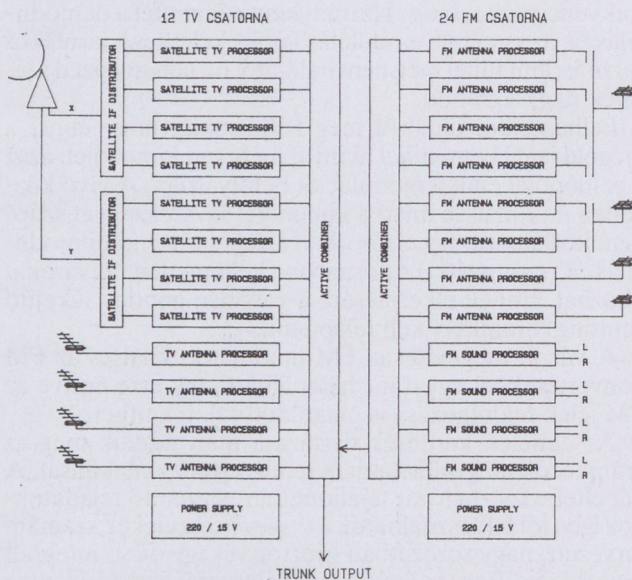 12 TV CSATORNA
SATELLITE IF DISTRIBUTOR
X
SATELLITE TV PROCESSOR
SATELLITE TV PROCESSOR
SATELLITE TV PROCESSOR
SATELLITE TV PROCESSOR
SATELLITE IF DISTRIBUTOR
Y
SATELLITE TV PROCESSOR
SATELLITE TV PROCESSOR
SATELLITE TV PROCESSOR
SATELLITE TV PROCESSOR
TV ANTENNA PROCESSOR
TV ANTENNA PROCESSOR
TV ANTENNA PROCESSOR
TV ANTENNA PROCESSOR
POWER SUPPLY
220 / 15 V
ACTIVE COMBINER
TRUNK OUTPUT
24 FM CSATORNA
ACTIVE COMBINER
FM ANTENNA PROCESSOR
FM ANTENNA PROCESSOR
FM ANTENNA PROCESSOR
FM ANTENNA PROCESSOR
FM ANTENNA PROCESSOR
FM ANTENNA PROCESSOR
FM ANTENNA PROCESSOR
FM ANTENNA PROCESSOR
FM SOUND PROCESSOR
L
R
FM SOUND PROCESSOR
L
R
FM SOUND PROCESSOR
L
R
FM SOUND PROCESSOR
L
R
POWER SUPPLY
220 / 15 V